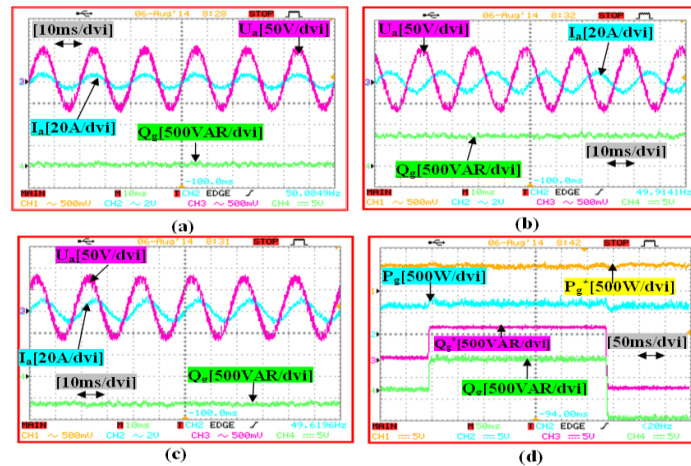 06-Aug'14 8:28 STOP
[10ms/dvi]
Ua[50V/dvi]
Ia[20A/dvi]
Qg[500VAR/dvi]
-100.0ms
50.0849Hz
MAIN M 10ms T CH2 EDGE
CH1 ~ 500mV CH2 ~ 2V CH3 ~ 500mV CH4 = 5V
(a)
06-Aug'14 8:32 STOP
Ua[50V/dvi]
Ia[20A/dvi]
Qg[500VAR/dvi]
[10ms/dvi]
-100.0ms
49.9141Hz
MAIN M 10ms T CH2 EDGE
CH1 ~ 500mV CH2 ~ 2V CH3 ~ 500mV CH4 = 5V
(b)
06-Aug'14 8:31 STOP
Ua[50V/dvi]
Ia[20A/dvi]
[10ms/dvi]
Qg[500VAR/dvi]
-100.0ms
49.6196Hz
MAIN M 10ms T CH2 EDGE
CH1 ~ 500mV CH2 ~ 2V CH3 ~ 500mV CH4 = 5V
(c)
06-Aug'14 8:42 STOP
Pg[500W/dvi]
Pg*[500W/dvi]
Qg*[500VAR/dvi]
[50ms/dvi]
Qg[500VAR/dvi]
-94.00ms
<20Hz
MAIN M 50ms T CH2 EDGE
CH1 = 5V CH2 = 5V CH3 = 5V CH4 = 5V
(d)